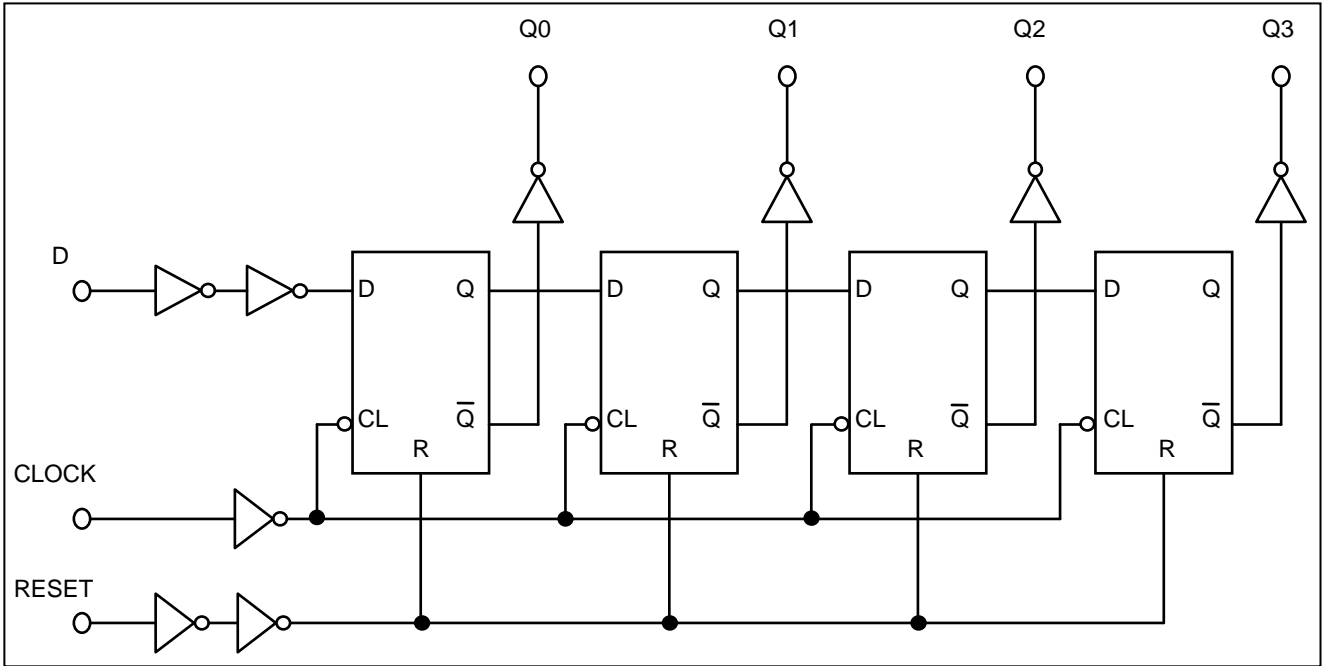 Q0 Q1 Q2 Q3
D
D Q D Q D Q D Q
CL Q̅ CL Q̅ CL Q̅ CL Q̅
R R R R
CLOCK
RESET